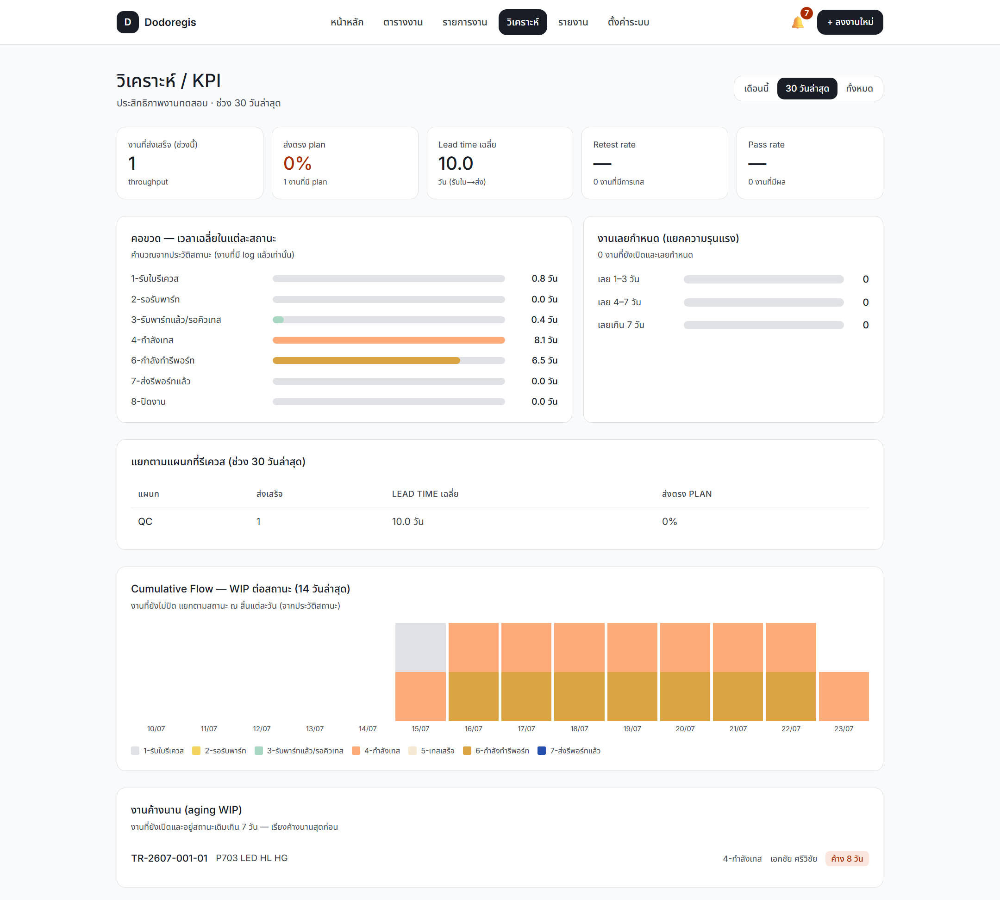 D Dodoregis หน้าหลัก ตารางงาน รายการงาน วิเคราะห์ รายงาน ตั้งค่าระบบ 7 + ลงงานใหม่
วิเคราะห์ / KPI
ประสิทธิภาพงานทดสอบ · ช่วง 30 วันล่าสุด
เดือนนี้ 30 วันล่าสุด ทั้งหมด
งานที่ส่งเสร็จ (ช่วงนี้)
1
throughput
ส่งตรง plan
0%
1 งานที่มี plan
Lead time เฉลี่ย
10.0
วัน (รับใบ→ส่ง)
Retest rate
—
0 งานที่มีการเทส
Pass rate
—
0 งานที่มีผล
คอขวด — เวลาเฉลี่ยในแต่ละสถานะ
คำนวณจากประวัติสถานะ (งานที่มี log แล้วเท่านั้น)
1-รับใบรีเควส 0.8 วัน
2-รอรับพาร์ท 0.0 วัน
3-รับพาร์ทแล้ว/รอคิวเทส 0.4 วัน
4-กำลังเทส 8.1 วัน
6-กำลังทำรีพอร์ท 6.5 วัน
7-ส่งรีพอร์ทแล้ว 0.0 วัน
8-ปิดงาน 0.0 วัน
งานเลยกำหนด (แยกความรุนแรง)
0 งานที่ยังเปิดและเลยกำหนด
เลย 1–3 วัน 0
เลย 4–7 วัน 0
เลยเกิน 7 วัน 0
แยกตามแผนกที่รีเควส (ช่วง 30 วันล่าสุด)
แผนก ส่งเสร็จ LEAD TIME เฉลี่ย ส่งตรง PLAN
QC 1 10.0 วัน 0%
Cumulative Flow — WIP ต่อสถานะ (14 วันล่าสุด)
งานที่ยังไม่ปิด แยกตามสถานะ ณ สิ้นแต่ละวัน (จากประวัติสถานะ)
10/07 11/07 12/07 13/07 14/07 15/07 16/07 17/07 18/07 19/07 20/07 21/07 22/07 23/07
1-รับใบรีเควส 2-รอรับพาร์ท 3-รับพาร์ทแล้ว/รอคิวเทส 4-กำลังเทส 5-เทสเสร็จ 6-กำลังทำรีพอร์ท 7-ส่งรีพอร์ทแล้ว
งานค้างนาน (aging WIP)
งานที่ยังเปิดและอยู่สถานะเดิมเกิน 7 วัน — เรียงค้างนานสุดก่อน
TR-2607-001-01 P703 LED HL HG 4-กำลังเทส เอกชัย ศรีวิชัย ค้าง 8 วัน